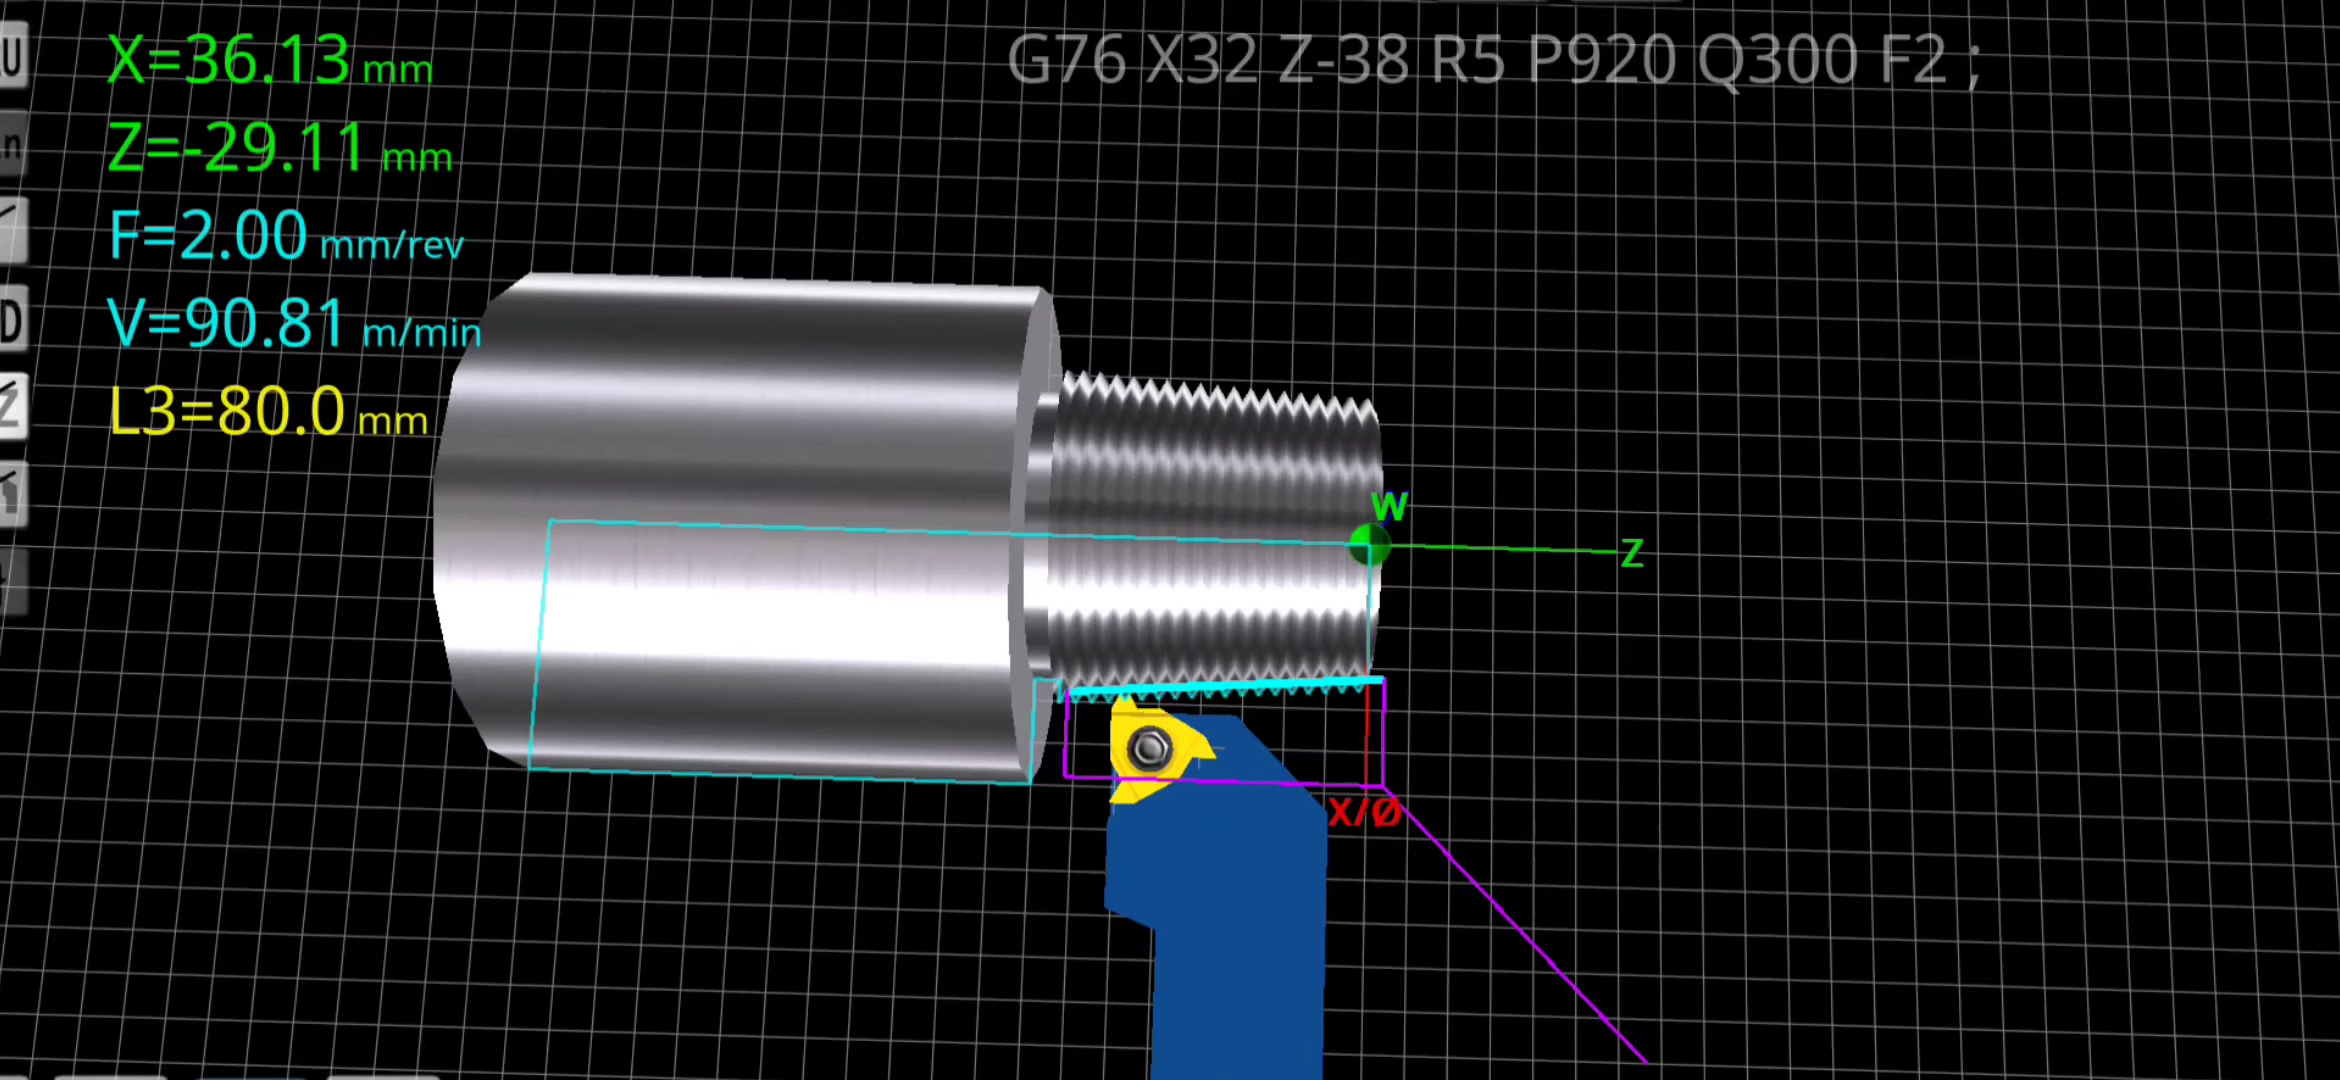 X=36.13 mm
G76 X32 Z-38 R5 P920 Q300 F2 ;
Z=-29.11 mm
F=2.00 mm/rev
V=90.81 m/min
L3=80.0 mm
W
Z
X/Ø